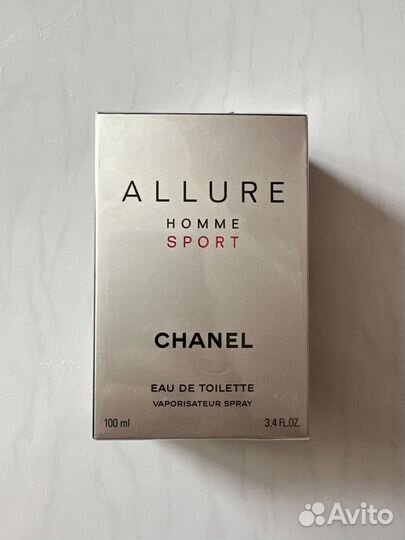 ALLURE
HOMME
SPORT
CHANEL
EAU DE TOILETTE
VAPORISATEUR SPRAY
100 ml 3.4 FL.OZ.
Avito